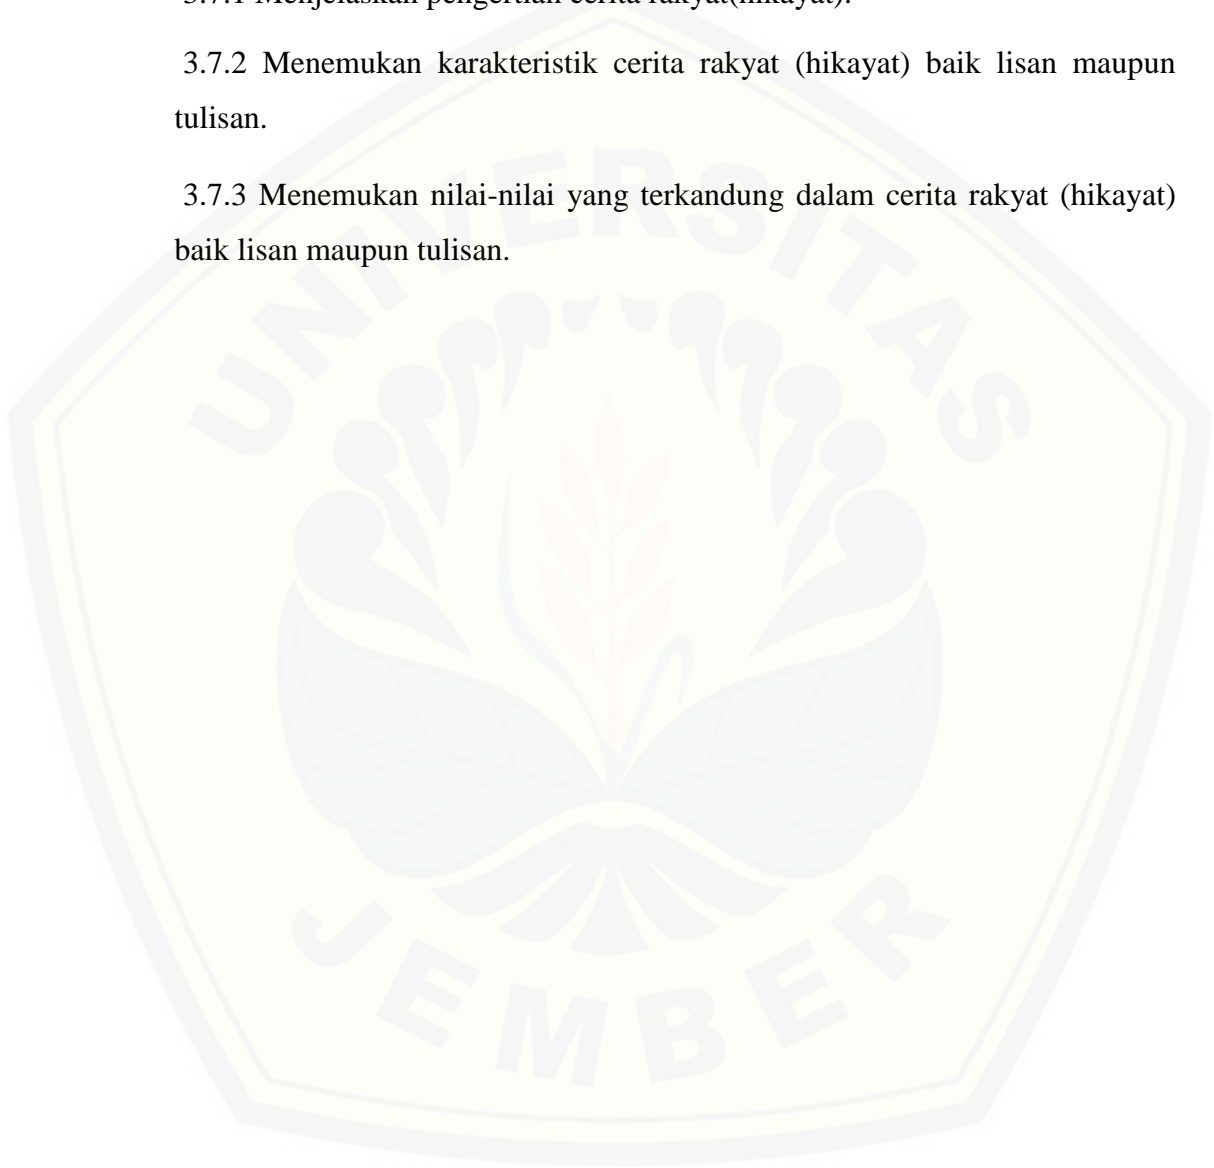 3.7.1 Menjelaskan pengertian cerita rakyat(hikayat).
3.7.2 Menemukan karakteristik cerita rakyat (hikayat) baik lisan maupun
tulisan.
3.7.3 Menemukan nilai-nilai yang terkandung dalam cerita rakyat (hikayat)
baik lisan maupun tulisan.
UNIVERSITAS
JEMBER